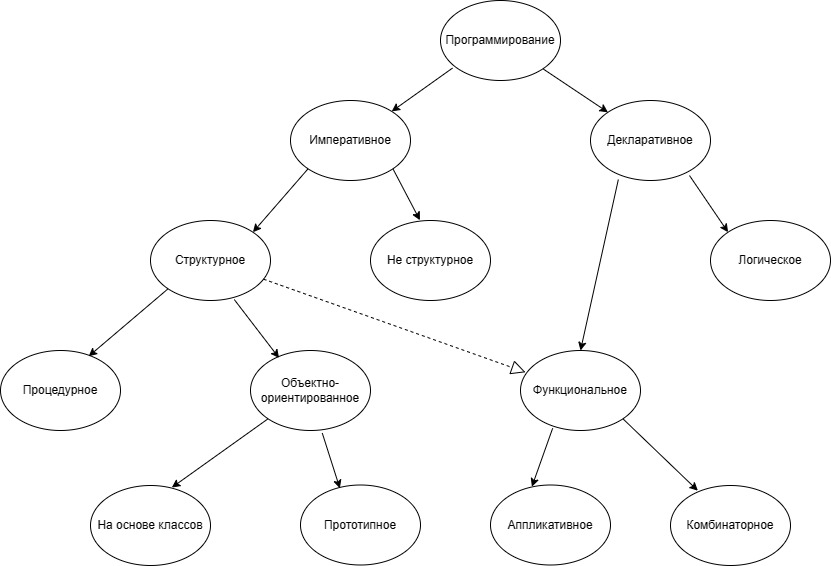 Программирование
Императивное
Декларативное
Структурное
Не структурное
Логическое
Процедурное
Объектно-
ориентированное
Функциональное
На основе классов
Прототипное
Аппликативное
Комбинаторное